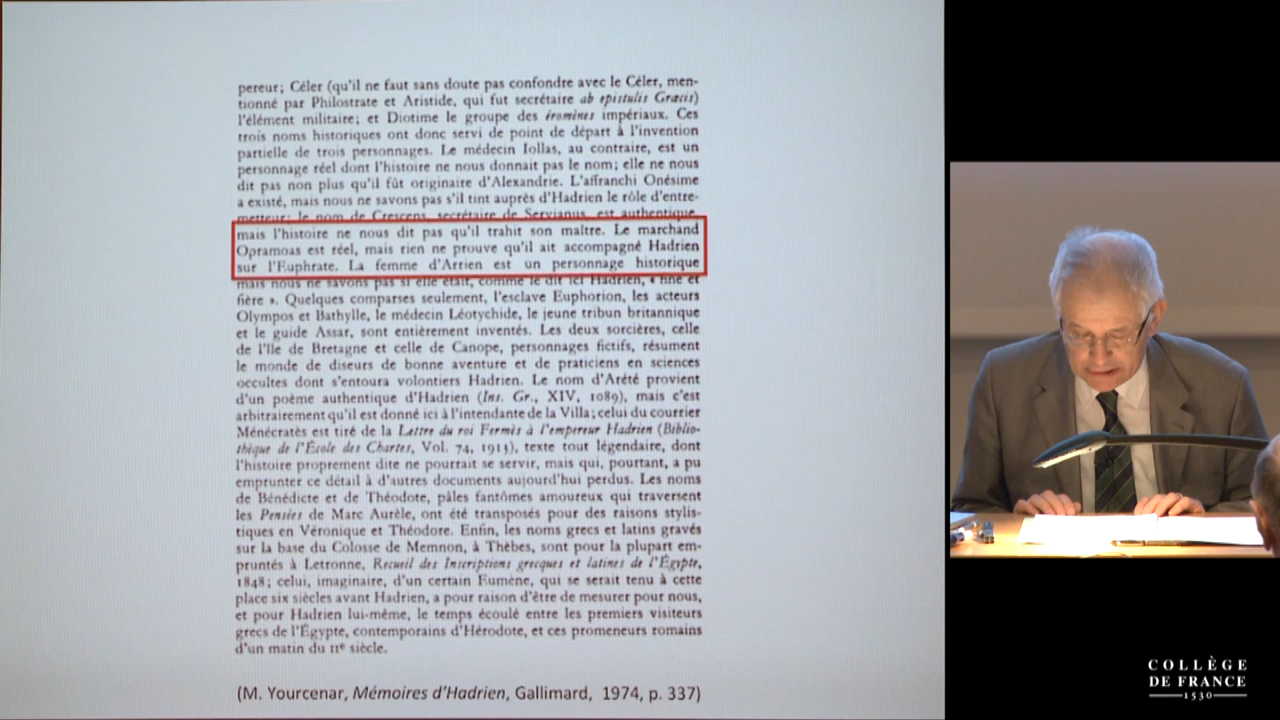 pereur; Céler (qu'il ne faut sans doute pas confondre avec le Céler, men-
tionné par Philostrate et Aristide, qui fut secrétaire ab epistulis Græcis)
l'élément militaire; et Diotime le groupe des éromènes impériaux. Ces
trois noms historiques ont donc servi de point de départ à l'invention
partielle de trois personnages. Le médecin Iollas, au contraire, est un
personnage réel dont l'histoire ne nous donnait pas le nom; elle ne nous
dit pas non plus qu'il fût originaire d'Alexandrie. L'affranchi Onésime
a existé, mais nous ne savons pas s'il tint auprès d'Hadrien le rôle d'entre-
metteur; le nom de Crescens, secrétaire de Servianus, est authentique,
mais l'histoire ne nous dit pas qu'il trahit son maître. Le marchand
Opramoas est réel, mais rien ne prouve qu'il ait accompagné Hadrien
sur l'Euphrate. La femme d'Arrien est un personnage historique
mais nous ne savons pas si elle était, comme le dit ici Hadrien, « fine et
fière ». Quelques comparses seulement, l'esclave Euphorion, les acteurs
Olympos et Bathylle, le médecin Léotychide, le jeune tribun britannique
et le guide Assar, sont entièrement inventés. Les deux sorcières, celle
de l'Ile de Bretagne et celle de Canope, personnages fictifs, résument
le monde de diseurs de bonne aventure et de praticiens en sciences
occultes dont s'entoura volontiers Hadrien. Le nom d'Arété provient
d'un poème authentique d'Hadrien (Ins. Gr., XIV, 1089), mais c'est
arbitrairement qu'il est donné ici à l'intendante de la Villa; celui du courrier
Ménécratès est tiré de la Lettre du roi Fermès à l'empereur Hadrien (Biblio-
thèque de l'École des Chartes, Vol. 74, 1913), texte tout légendaire, dont
l'histoire proprement dite ne pourrait se servir, mais qui, pourtant, a pu
emprunter ce détail à d'autres documents aujourd'hui perdus. Les noms
de Bénédicte et de Théodote, pâles fantômes amoureux qui traversent
les Pensées de Marc Aurèle, ont été transposés pour des raisons stylis-
tiques en Véronique et Théodore. Enfin, les noms grecs et latins gravés
sur la base du Colosse de Memnon, à Thèbes, sont pour la plupart em-
pruntés à Letronne, Recueil des Inscriptions grecques et latines de l'Égypte,
1848; celui, imaginaire, d'un certain Eumène, qui se serait tenu à cette
place six siècles avant Hadrien, a pour raison d'être de mesurer pour nous,
et pour Hadrien lui-même, le temps écoulé entre les premiers visiteurs
grecs de l'Égypte, contemporains d'Hérodote, et ces promeneurs romains
d'un matin du IIe siècle.
(M. Yourcenar, Mémoires d'Hadrien, Gallimard, 1974, p. 337)
COLLÈGE
DE FRANCE
1530